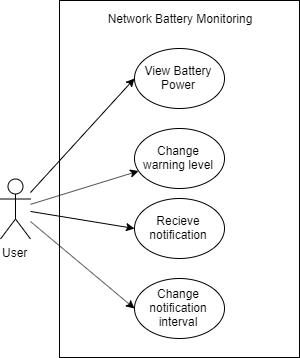 Network Battery Monitoring
View Battery
Power
Change
warning level
Recieve
notification
User
Change
notification
interval